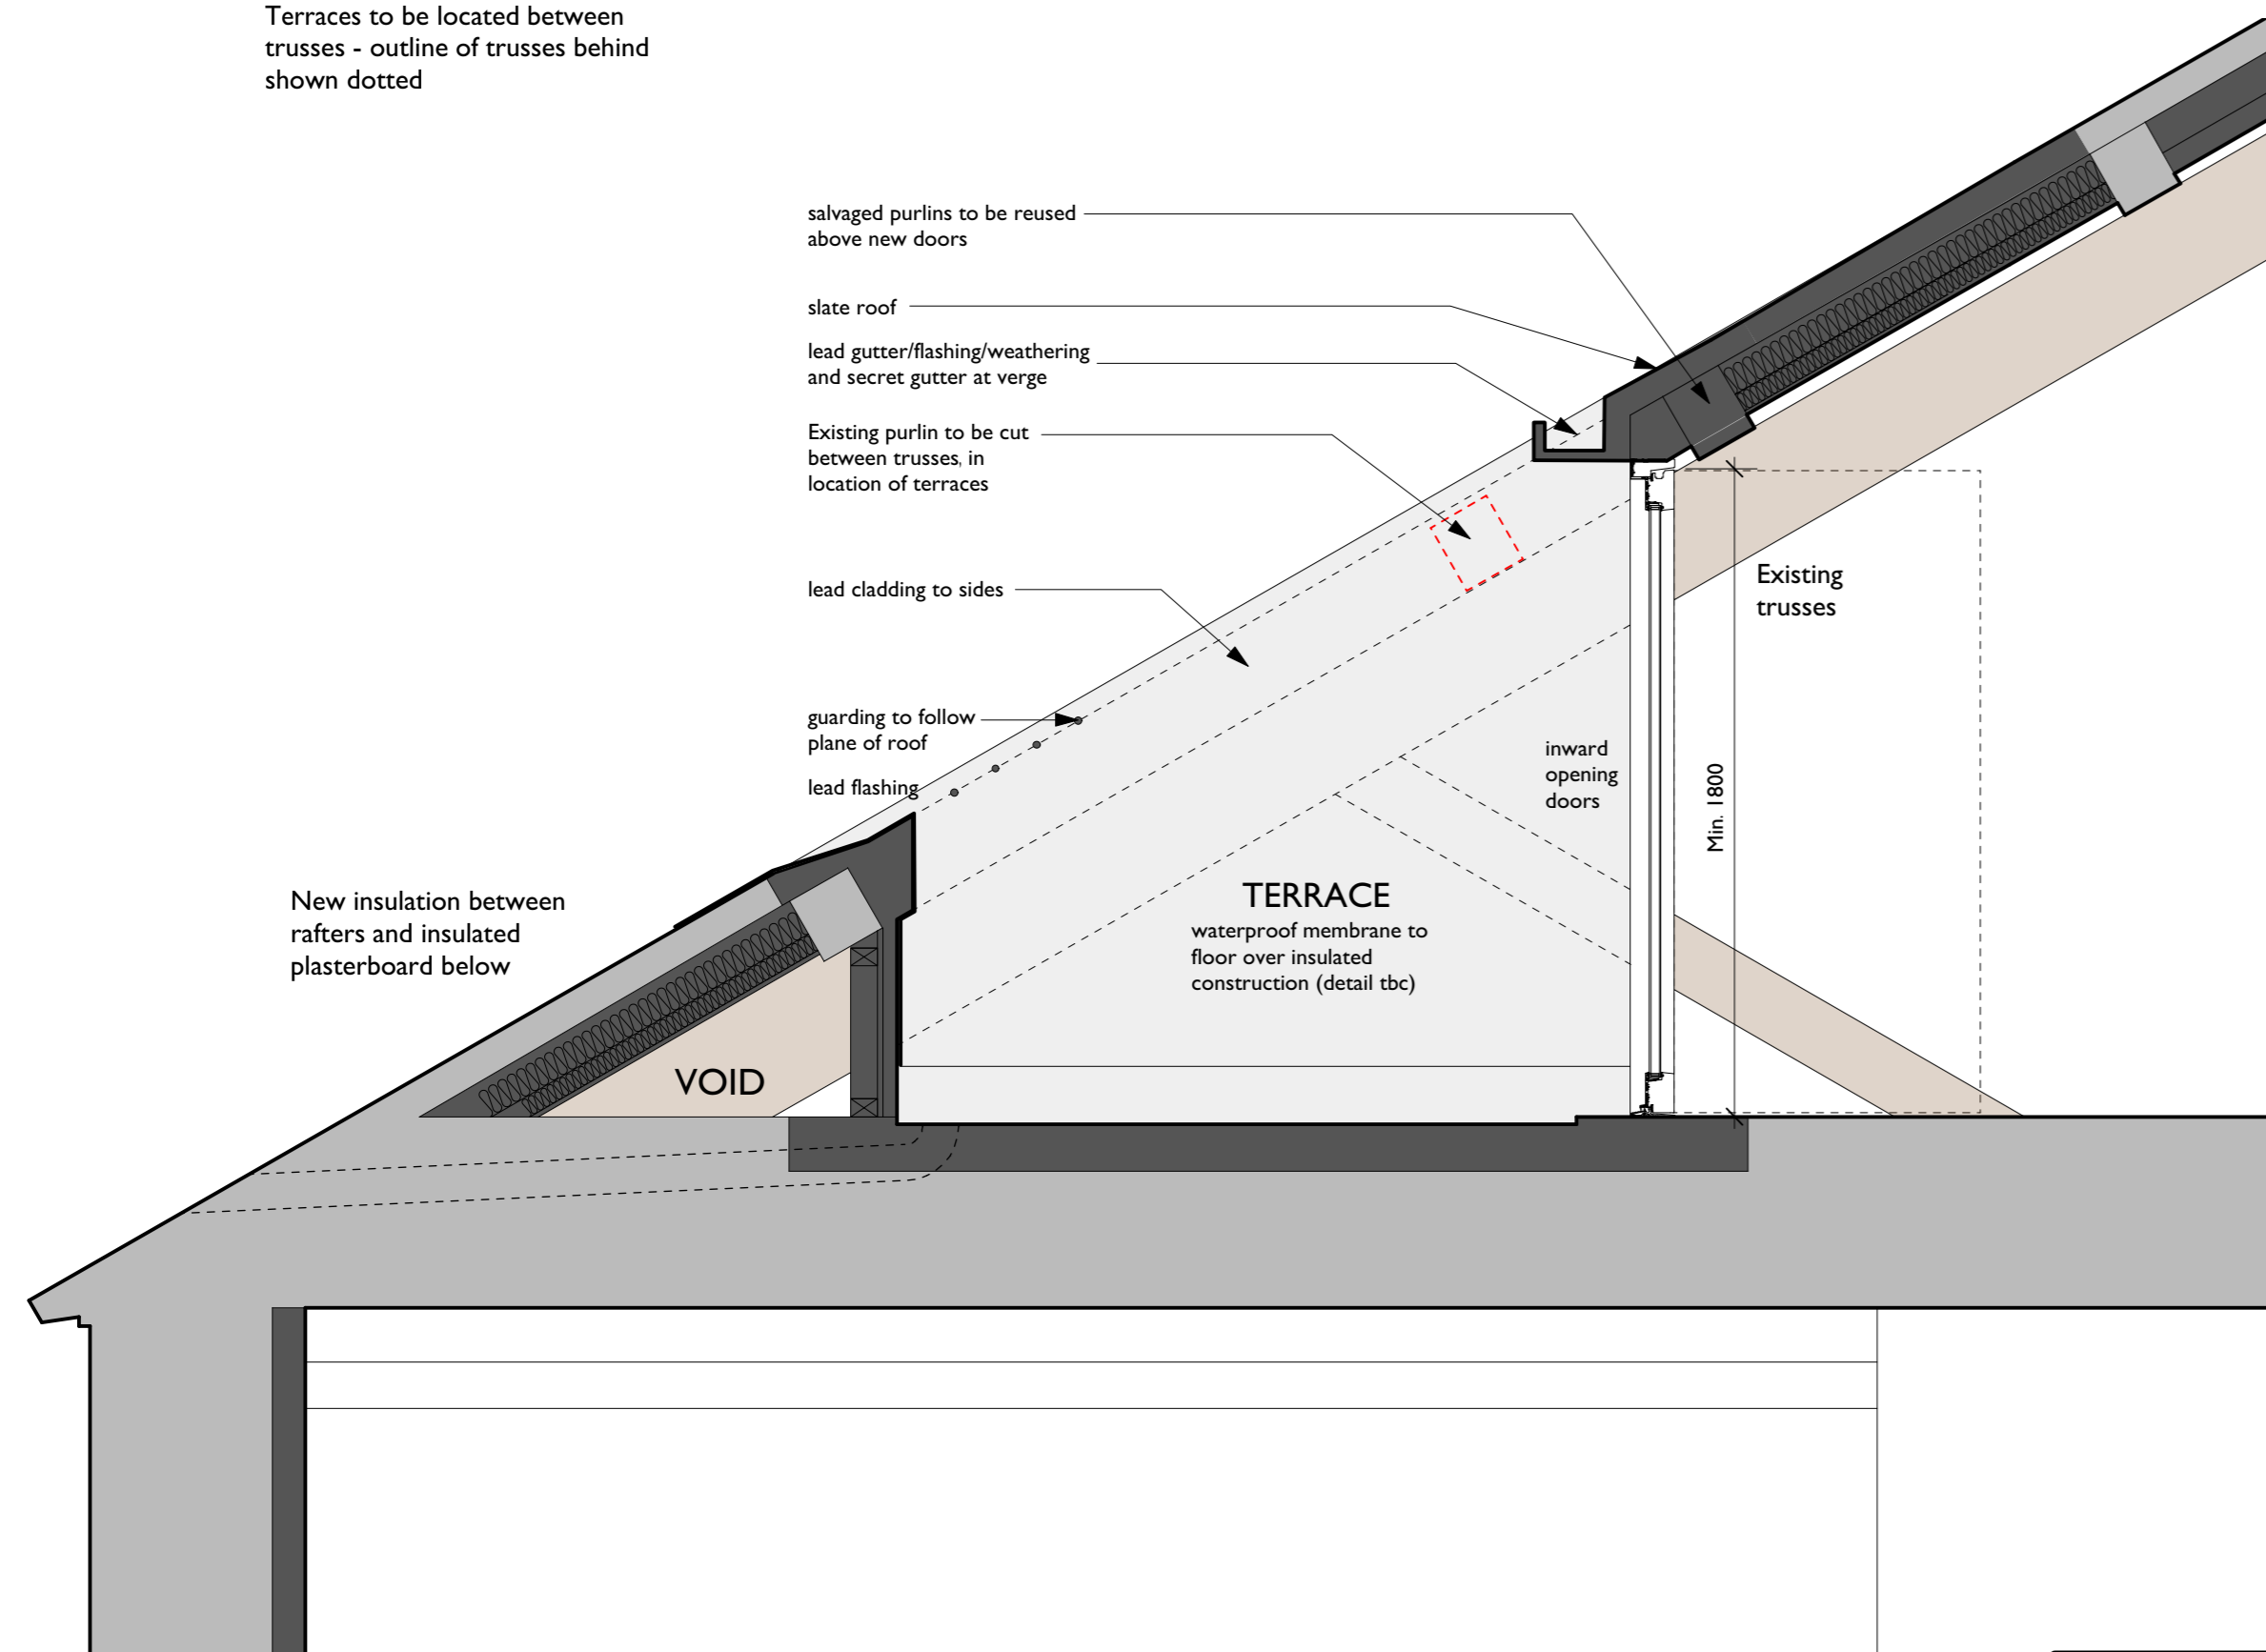 Terraces to be located between
trusses - outline of trusses behind
shown dotted
salvaged purlins to be reused
above new doors
slate roof
lead gutter/flashing/weathering
and secret gutter at verge
Existing purlin to be cut
between trusses, in
location of terraces
lead cladding to sides
Existing
trusses
guarding to follow
plane of roof
lead flashing
inward
opening
doors
Min. 1800
New insulation between
rafters and insulated
plasterboard below
TERRACE
waterproof membrane to
floor over insulated
construction (detail tbc)
VOID